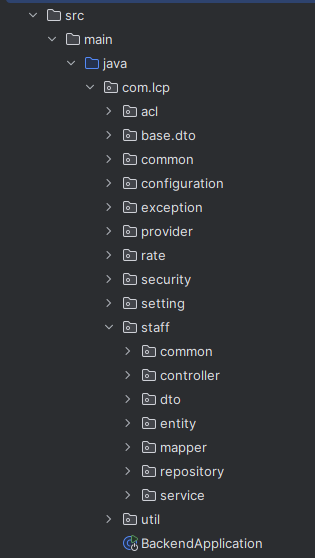 src
main
java
com.lcp
acl
base.dto
common
configuration
exception
provider
rate
security
setting
staff
common
controller
dto
entity
mapper
repository
service
util
BackendApplication